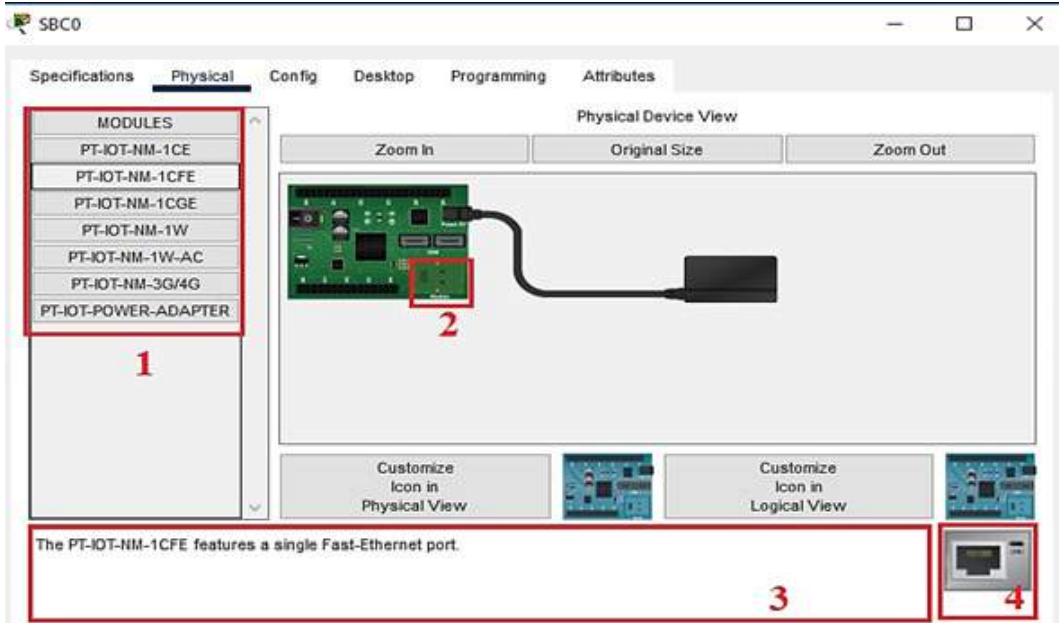 SBC0
Specifications Physical Config Desktop Programming Attributes
MODULES
PT-IOT-NM-1CE
PT-IOT-NM-1CFE
PT-IOT-NM-1CGE
PT-IOT-NM-1W
PT-IOT-NM-1W-AC
PT-IOT-NM-3G/4G
PT-IOT-POWER-ADAPTER
1
Physical Device View
Zoom In Original Size Zoom Out
2
Customize
Icon in
Physical View
Customize
Icon in
Logical View
The PT-IOT-NM-1CFE features a single Fast-Ethernet port.
3
4